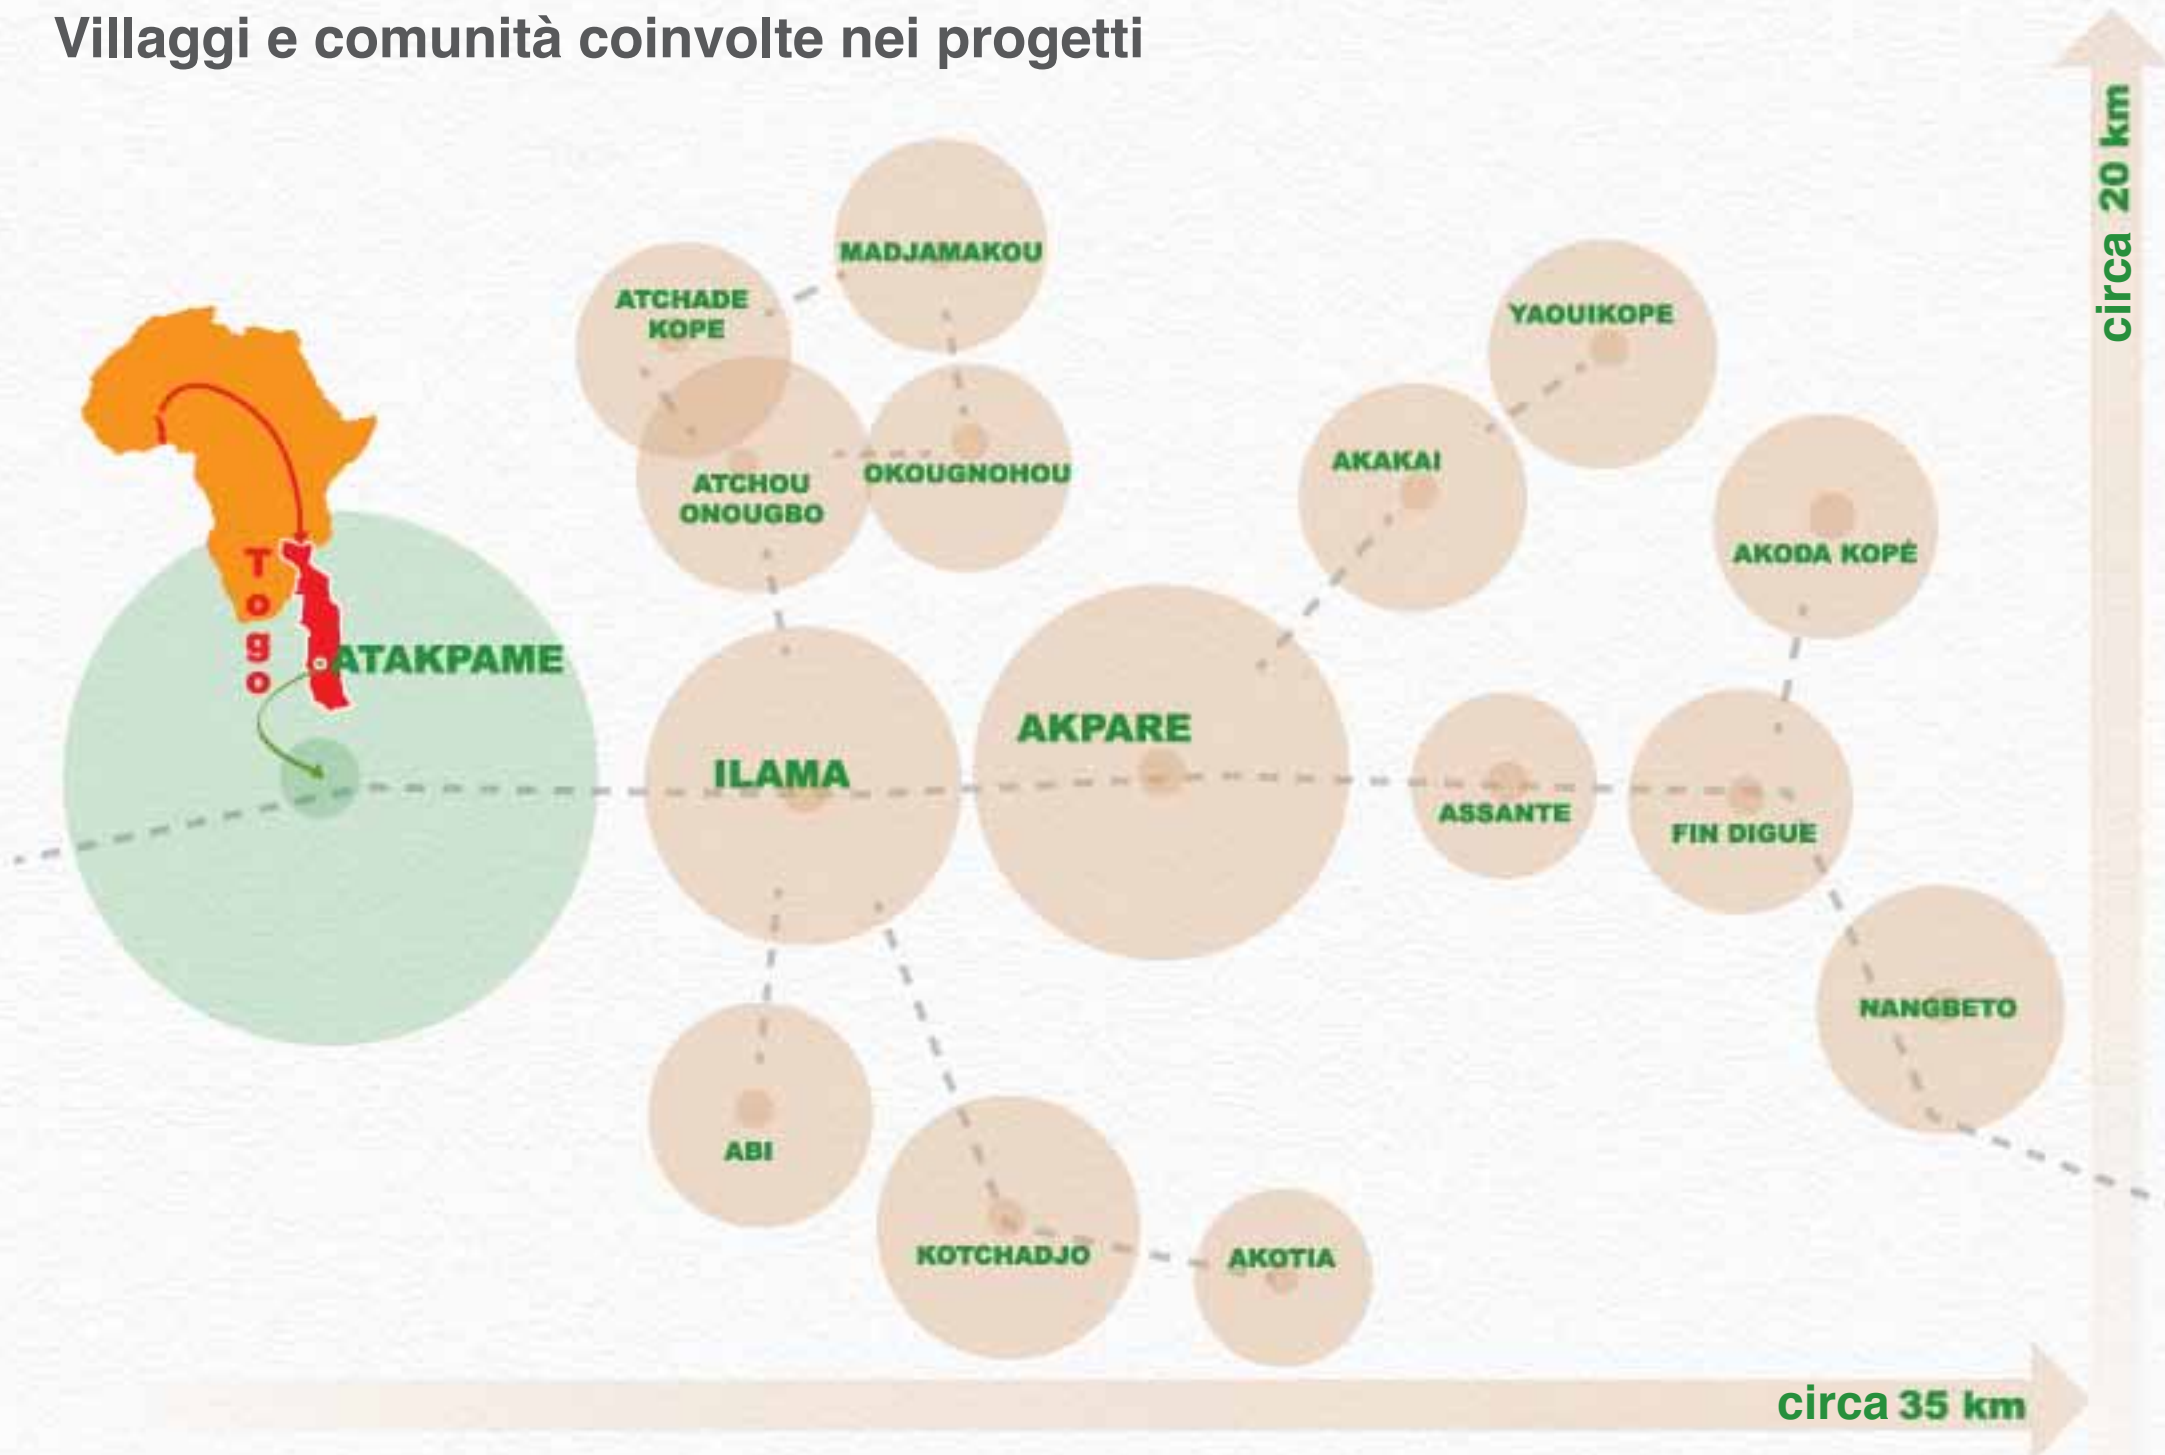 Villaggi e comunità coinvolte nei progetti
circa 20 km
MADJAMAKOU
ATCHADE
KOPE
YAOUIKOPE
AKAKAI
OKOUGNOHOU
ATCHOU
ONOUGBO
AKODA KOPÉ
Togo
ATAKPAME
AKPARE
ILAMA
ASSANTE
FIN DIGUE
NANGBETO
ABI
KOTCHADJO
AKOTIA
circa 35 km